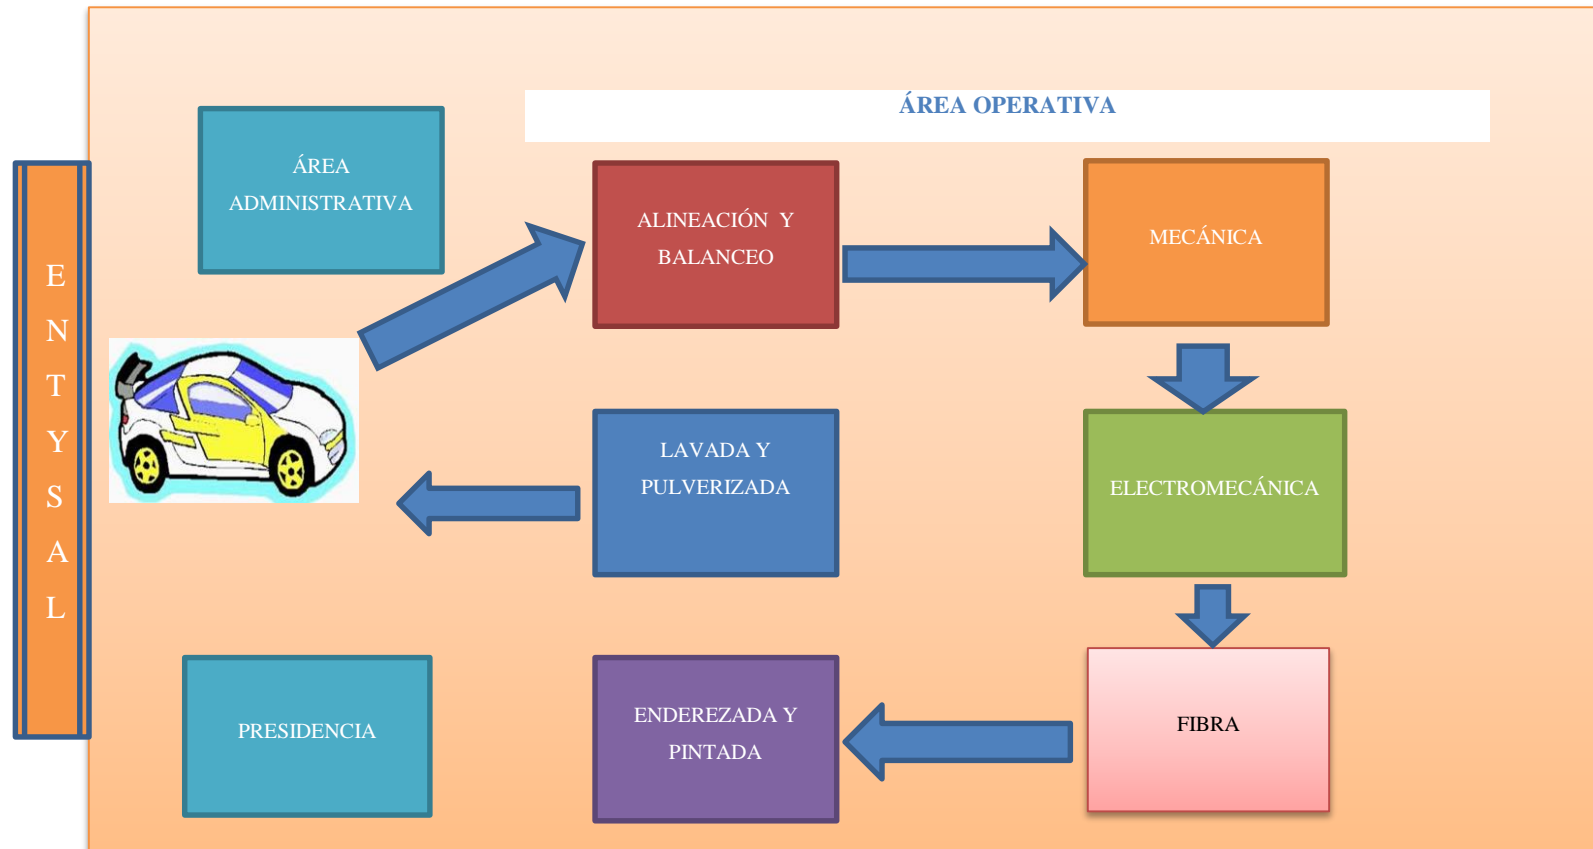 ÁREA OPERATIVA
ÁREA
ADMINISTRATIVA
ALINEACIÓN Y
BALANCEO
MECÁNICA
E
N
T
Y
S
A
L
LAVADA Y
PULVERIZADA
ELECTROMECÁNICA
PRESIDENCIA
ENDEREZADA Y
PINTADA
FIBRA